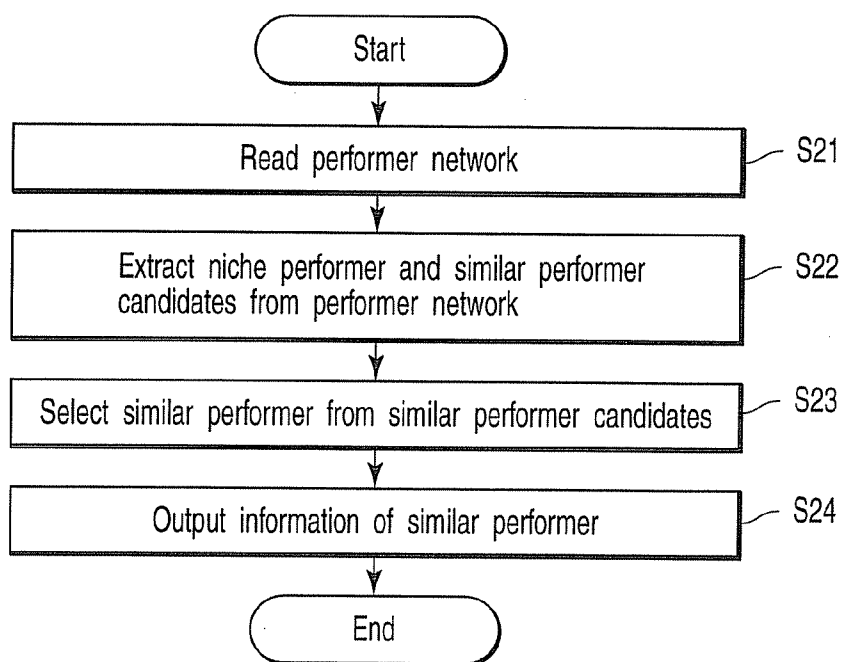 Start
Read performer network
S21
Extract niche performer and similar performer
candidates from performer network
S22
Select similar performer from similar performer candidates
S23
Output information of similar performer
S24
End